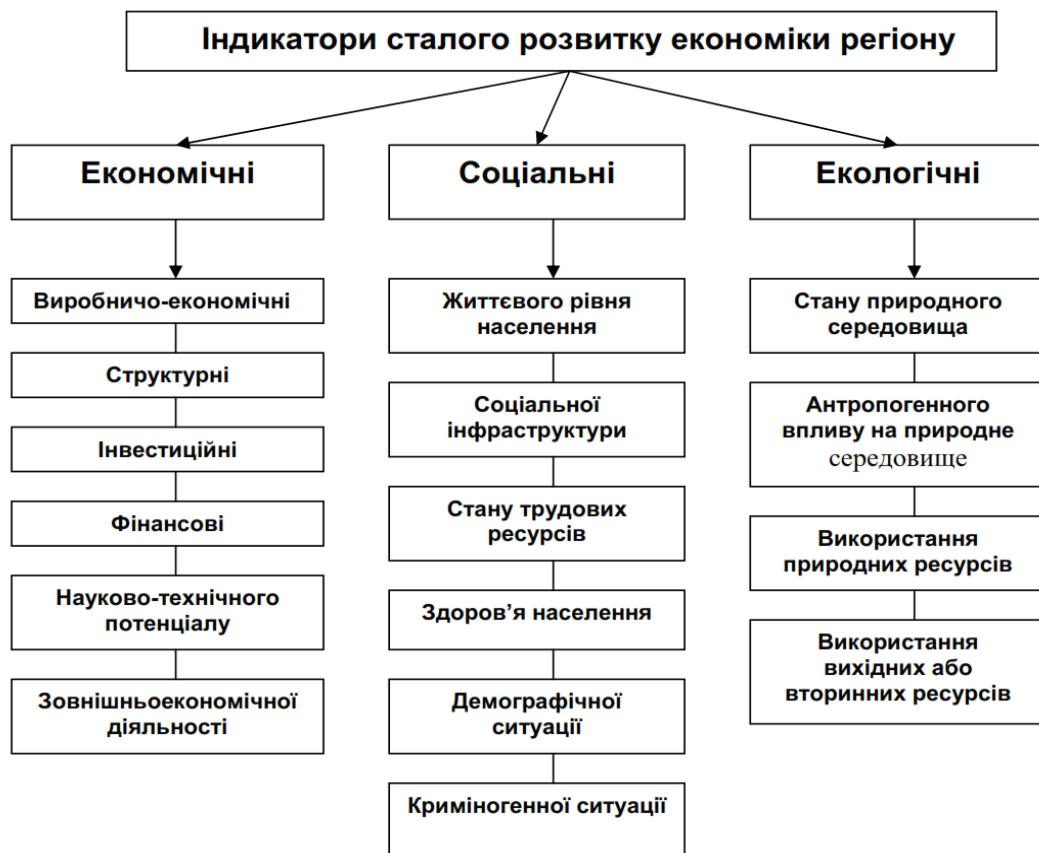 Індикатори сталого розвитку економіки регіону
Економічні
Виробничо-економічні
Структурні
Інвестиційні
Фінансові
Науково-технічного
потенціалу
Зовнішньоекономічної
діяльності
Соціальні
Життєвого рівня
населення
Соціальної
інфраструктури
Стану трудових
ресурсів
Здоров’я населення
Демографічної
ситуації
Криміногенної ситуації
Екологічні
Стану природного
середовища
Антропогенного
впливу на природне
середовище
Використання
природних ресурсів
Використання
вихідних або
вторинних ресурсів